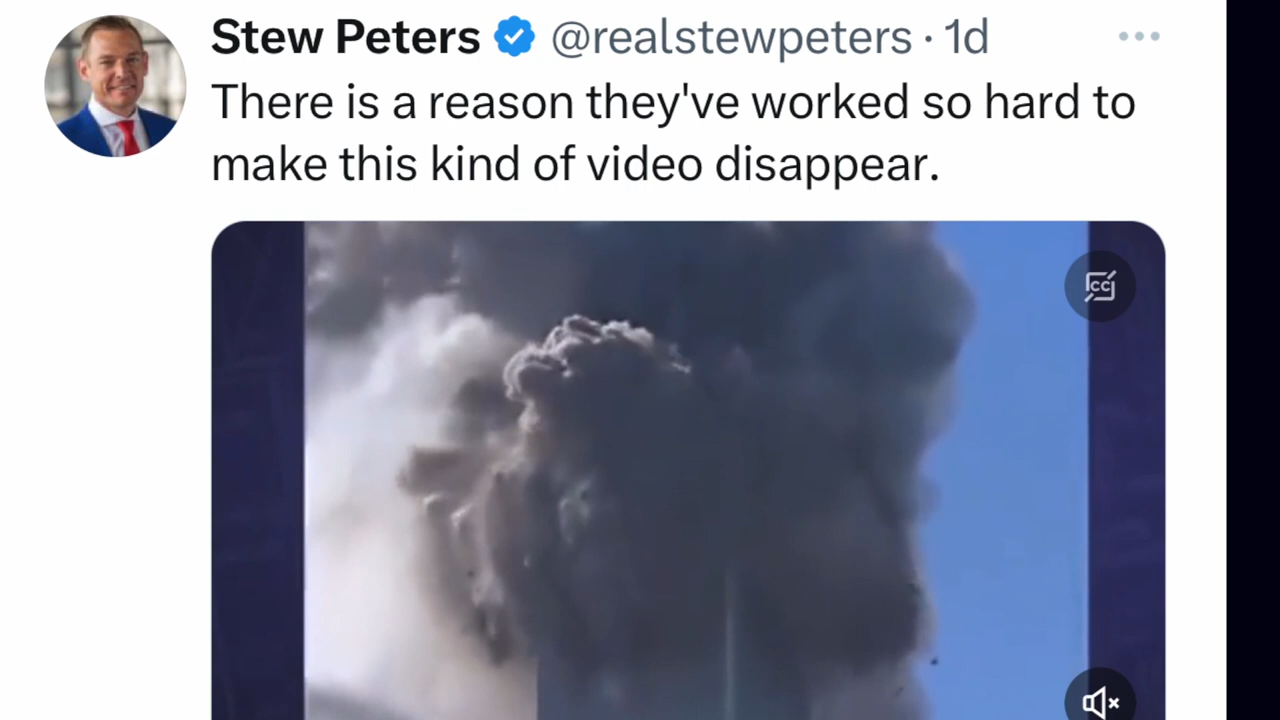 Stew Peters @realstewpeters · 1d
There is a reason they've worked so hard to
make this kind of video disappear.
CC